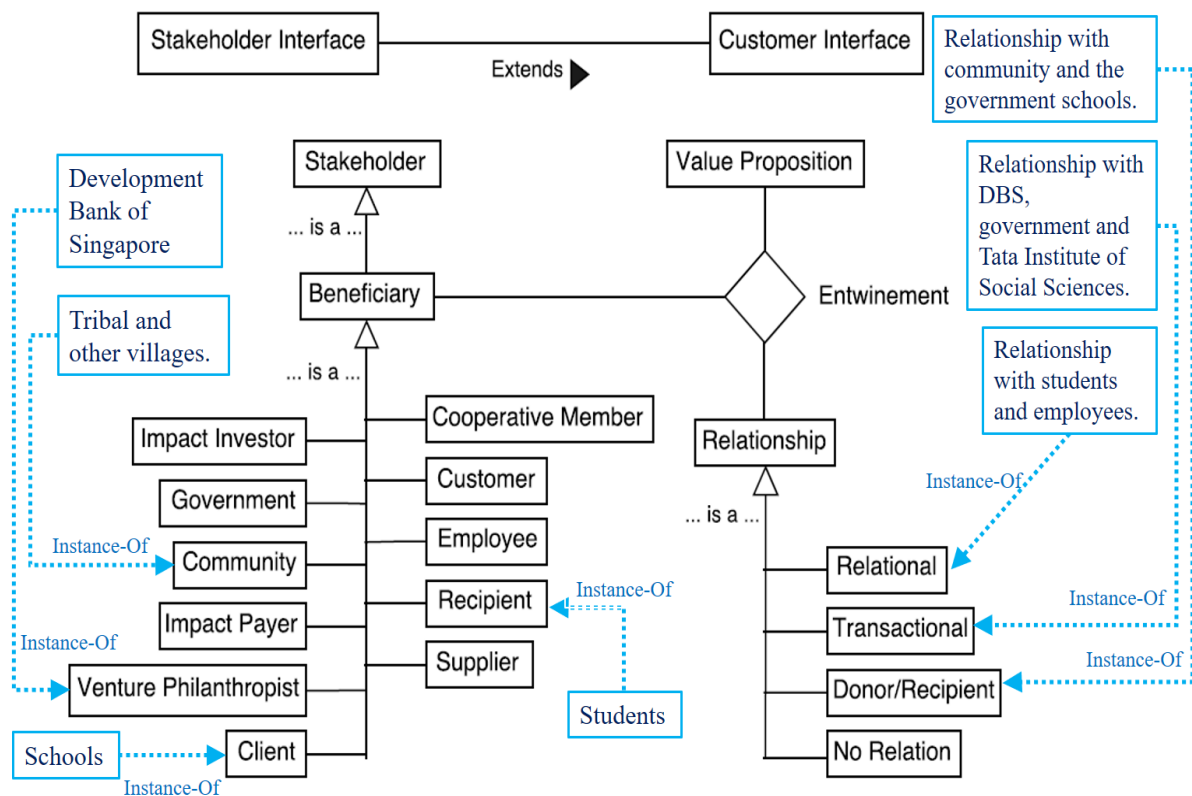 Stakeholder Interface
Extends
Customer Interface
Relationship with
community and the
government schools.
Development
Bank of
Singapore
Stakeholder
Value Proposition
Relationship with
DBS,
government and
Tata Institute of
Social Sciences.
... is a ...
Beneficiary
Entwinement
Tribal and
other villages.
Relationship
with students
and employees.
... is a ...
Impact Investor
Cooperative Member
Relationship
Government
Customer
... is a ...
Instance-Of
Instance-Of
Community
Employee
Relational
Instance-Of
Recipient
Instance-Of
Transactional
Impact Payer
Instance-Of
Supplier
Instance-Of
Venture Philanthropist
Donor/Recipient
Students
Schools
Client
No Relation
Instance-Of